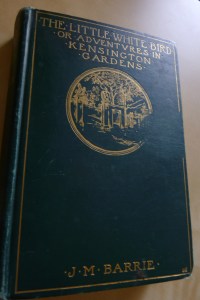 THE·LITTLE·WHITE·BIRD
·OR·ADVENTURES·IN·
·KENSINGTON·
·GARDENS·
·J·M·BARRIE·